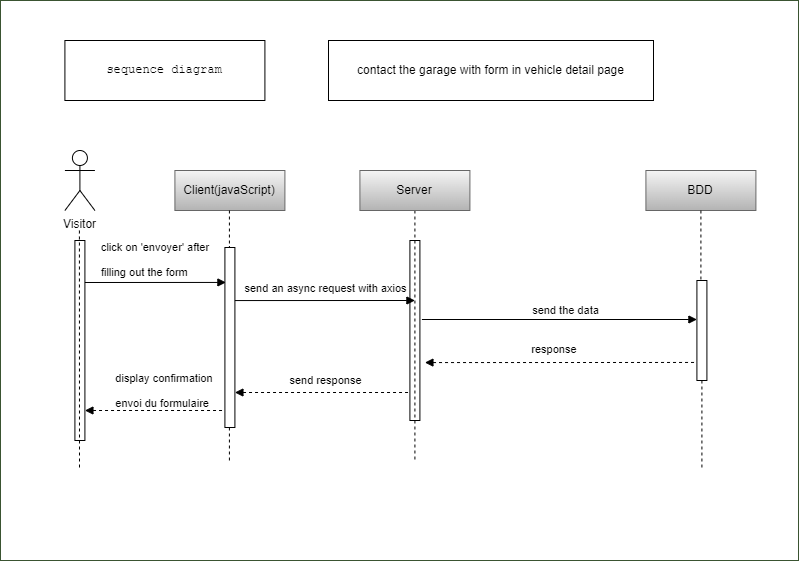 sequence diagram
contact the garage with form in vehicle detail page
Visitor
Client(javaScript)
Server
BDD
click on 'envoyer' after
filling out the form
send an async request with axios
send the data
response
send response
display confirmation
envoi du formulaire